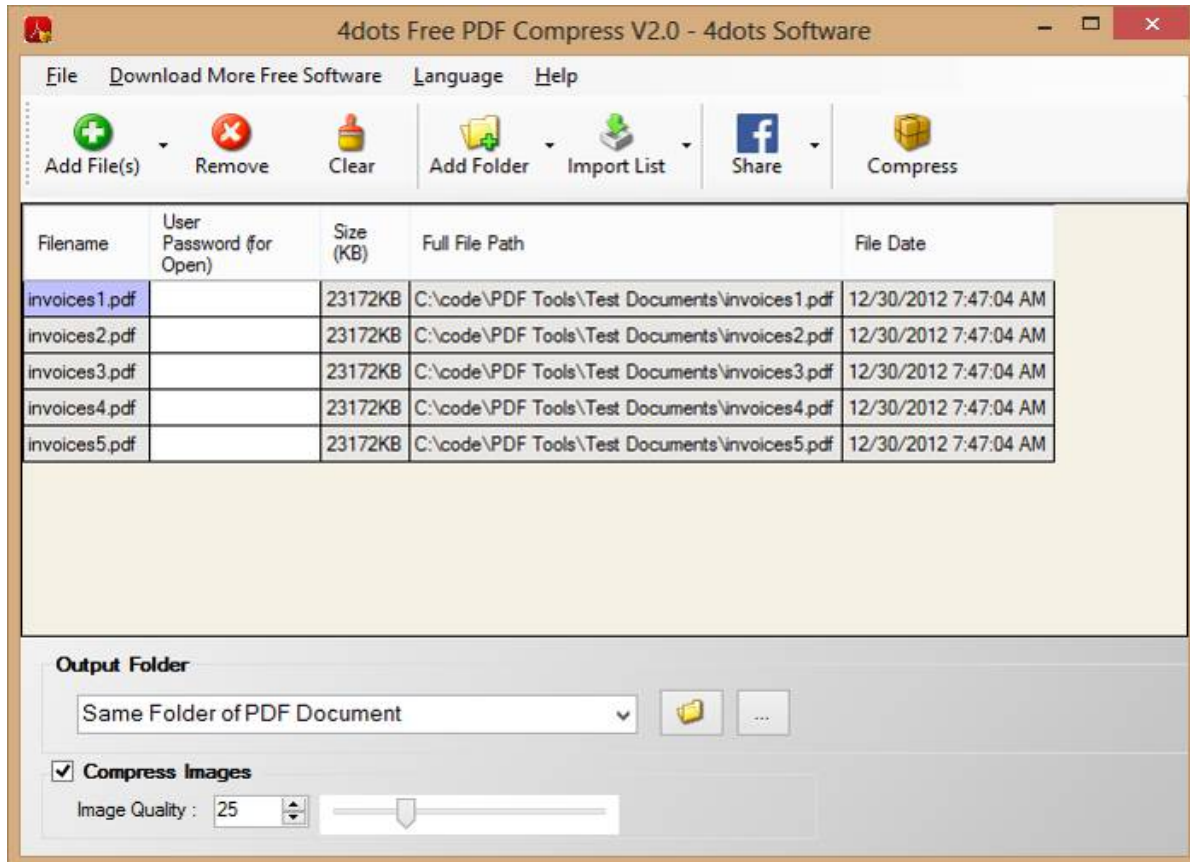 4dots Free PDF Compress V2.0 - 4dots Software
File Download More Free Software Language Help
Add File(s) Remove Clear Add Folder Import List Share Compress
Filename User Password (for Open) Size (KB) Full File Path File Date
invoices1.pdf 23172KB C:\code\PDF Tools\Test Documents\invoices1.pdf 12/30/2012 7:47:04 AM
invoices2.pdf 23172KB C:\code\PDF Tools\Test Documents\invoices2.pdf 12/30/2012 7:47:04 AM
invoices3.pdf 23172KB C:\code\PDF Tools\Test Documents\invoices3.pdf 12/30/2012 7:47:04 AM
invoices4.pdf 23172KB C:\code\PDF Tools\Test Documents\invoices4.pdf 12/30/2012 7:47:04 AM
invoices5.pdf 23172KB C:\code\PDF Tools\Test Documents\invoices5.pdf 12/30/2012 7:47:04 AM
Output Folder
Same Folder of PDF Document ...
Compress Images
Image Quality : 25